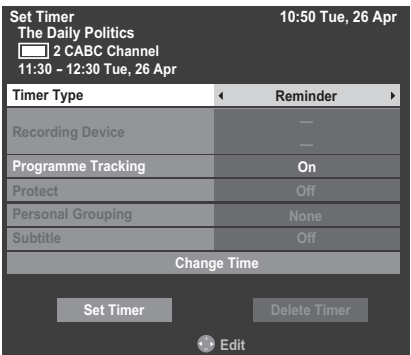 Set Timer 10:50 Tue, 26 Apr
The Daily Politics
2 CABC Channel
11:30 – 12:30 Tue, 26 Apr
Timer Type Reminder
Recording Device —
—
Programme Tracking On
Protect Off
Personal Grouping None
Subtitle Off
Change Time
Set Timer Delete Timer
Edit